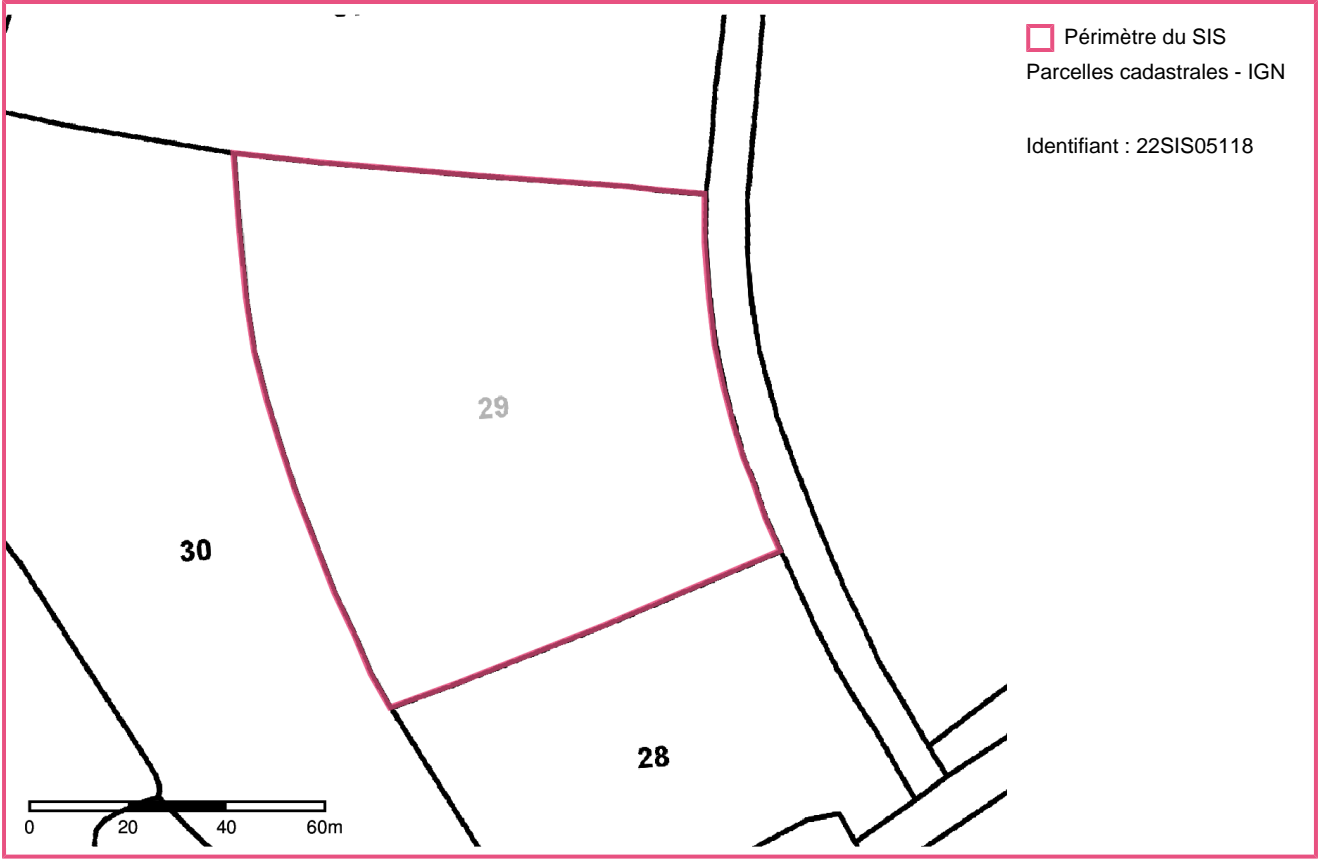 Périmètre du SIS
Parcelles cadastrales - IGN
Identifiant : 22SIS05118
29
30
28
0 20 40 60m